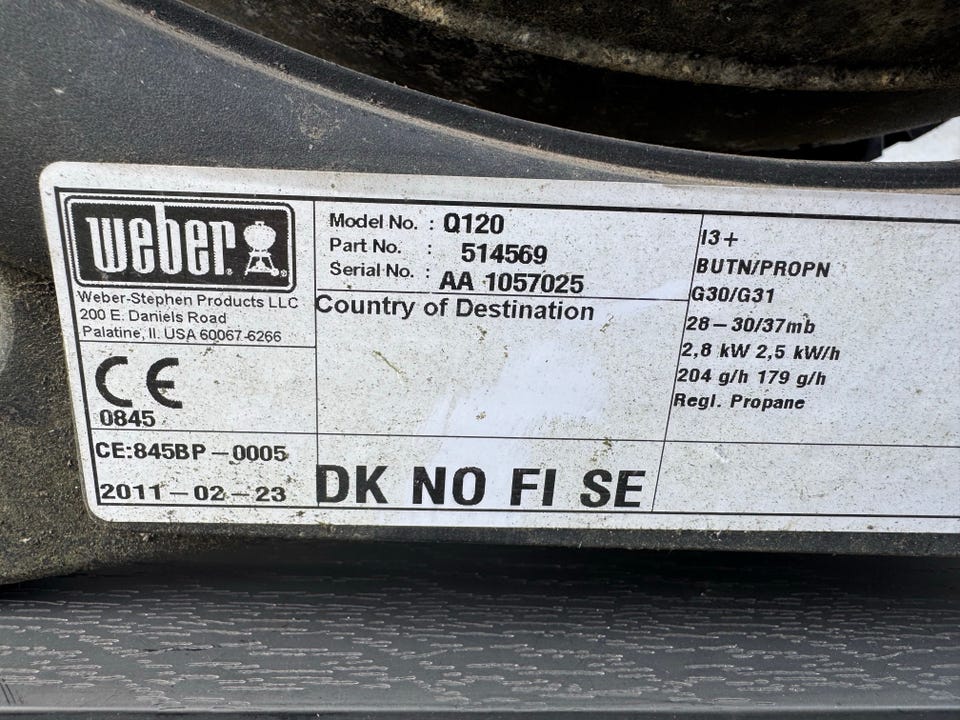 weber
Weber-Stephen Products LLC
200 E. Daniels Road
Palatine, Il. USA 60067-6266
CE
0845
CE:845BP-0005
2011-02-23
Model No. : Q120
Part No. : 514569
Serial No. : AA 1057025
Country of Destination
DK NO FI SE
I3+
BUTN/PROPN
G30/G31
28-30/37mb
2,8 kW 2,5 kW/h
204 g/h 179 g/h
Regl. Propane